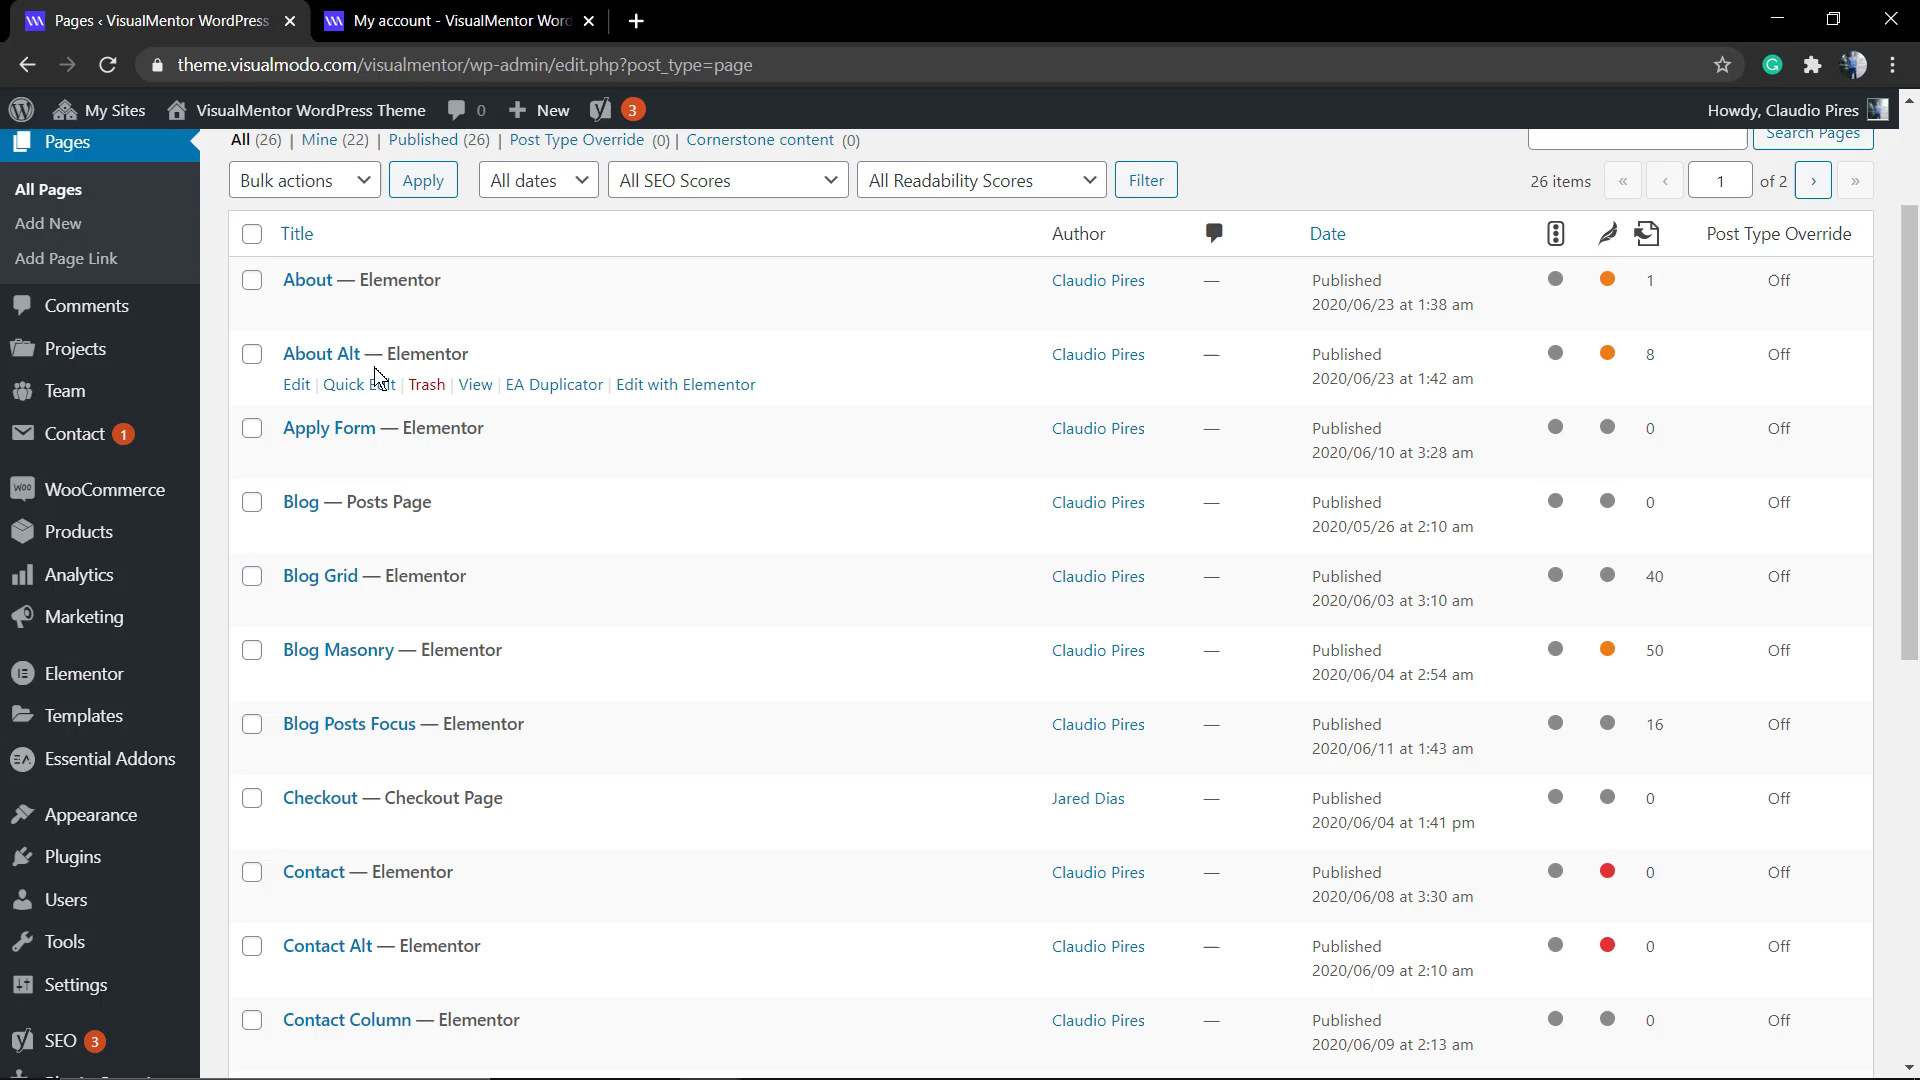 Pages ‹ VisualMentor WordPress
My account - VisualMentor Word
theme.visualmodo.com/visualmentor/wp-admin/edit.php?post_type=page
My Sites VisualMentor WordPress Theme 0 New 3 Howdy, Claudio Pires
Pages
All (26) | Mine (22) | Published (26) | Post Type Override (0) | Cornerstone content (0)
Search Pages
Bulk actions Apply All dates All SEO Scores All Readability Scores Filter 26 items « ‹ 1 of 2 › »
All Pages
Add New
Add Page Link
Comments
Projects
Team
Contact 1
WooCommerce
Products
Analytics
Marketing
Elementor
Templates
Essential Addons
Appearance
Plugins
Users
Tools
Settings
SEO 3
Title Author Date Post Type Override
About — Elementor Claudio Pires — Published 1 Off
2020/06/23 at 1:38 am
About Alt — Elementor Claudio Pires — Published 8 Off
Edit | Quick Edit | Trash | View | EA Duplicator | Edit with Elementor 2020/06/23 at 1:42 am
Apply Form — Elementor Claudio Pires — Published 0 Off
2020/06/10 at 3:28 am
Blog — Posts Page Claudio Pires — Published 0 Off
2020/05/26 at 2:10 am
Blog Grid — Elementor Claudio Pires — Published 40 Off
2020/06/03 at 3:10 am
Blog Masonry — Elementor Claudio Pires — Published 50 Off
2020/06/04 at 2:54 am
Blog Posts Focus — Elementor Claudio Pires — Published 16 Off
2020/06/11 at 1:43 am
Checkout — Checkout Page Jared Dias — Published 0 Off
2020/06/04 at 1:41 pm
Contact — Elementor Claudio Pires — Published 0 Off
2020/06/08 at 3:30 am
Contact Alt — Elementor Claudio Pires — Published 0 Off
2020/06/09 at 2:10 am
Contact Column — Elementor Claudio Pires — Published 0 Off
2020/06/09 at 2:13 am